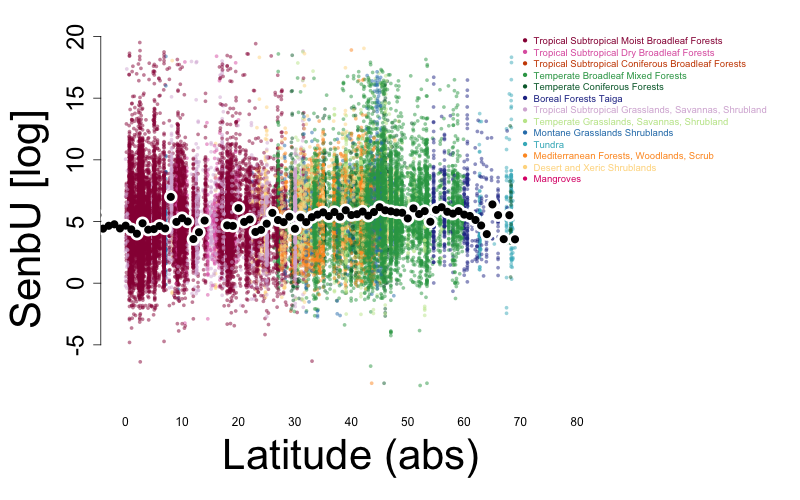 SenbU [log]
20
15
10
5
0
-5
Tropical Subtropical Moist Broadleaf Forests
Tropical Subtropical Dry Broadleaf Forests
Tropical Subtropical Coniferous Broadleaf Forests
Temperate Broadleaf Mixed Forests
Temperate Coniferous Forests
Boreal Forests Taiga
Tropical Subtropical Grasslands, Savannas, Shrubland
Temperate Grasslands, Savannas, Shrubland
Montane Grasslands Shrublands
Tundra
Mediterranean Forests, Woodlands, Scrub
Desert and Xeric Shrublands
Mangroves
0 10 20 30 40 50 60 70 80
Latitude (abs)